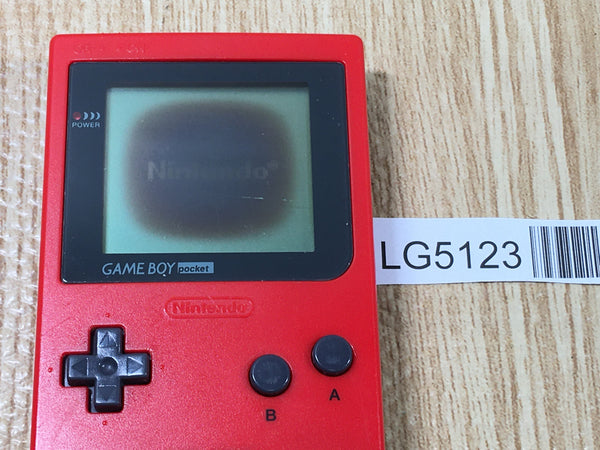 POWER
Nintendo®
GAME BOY pocket
Nintendo
LG5123
B
A